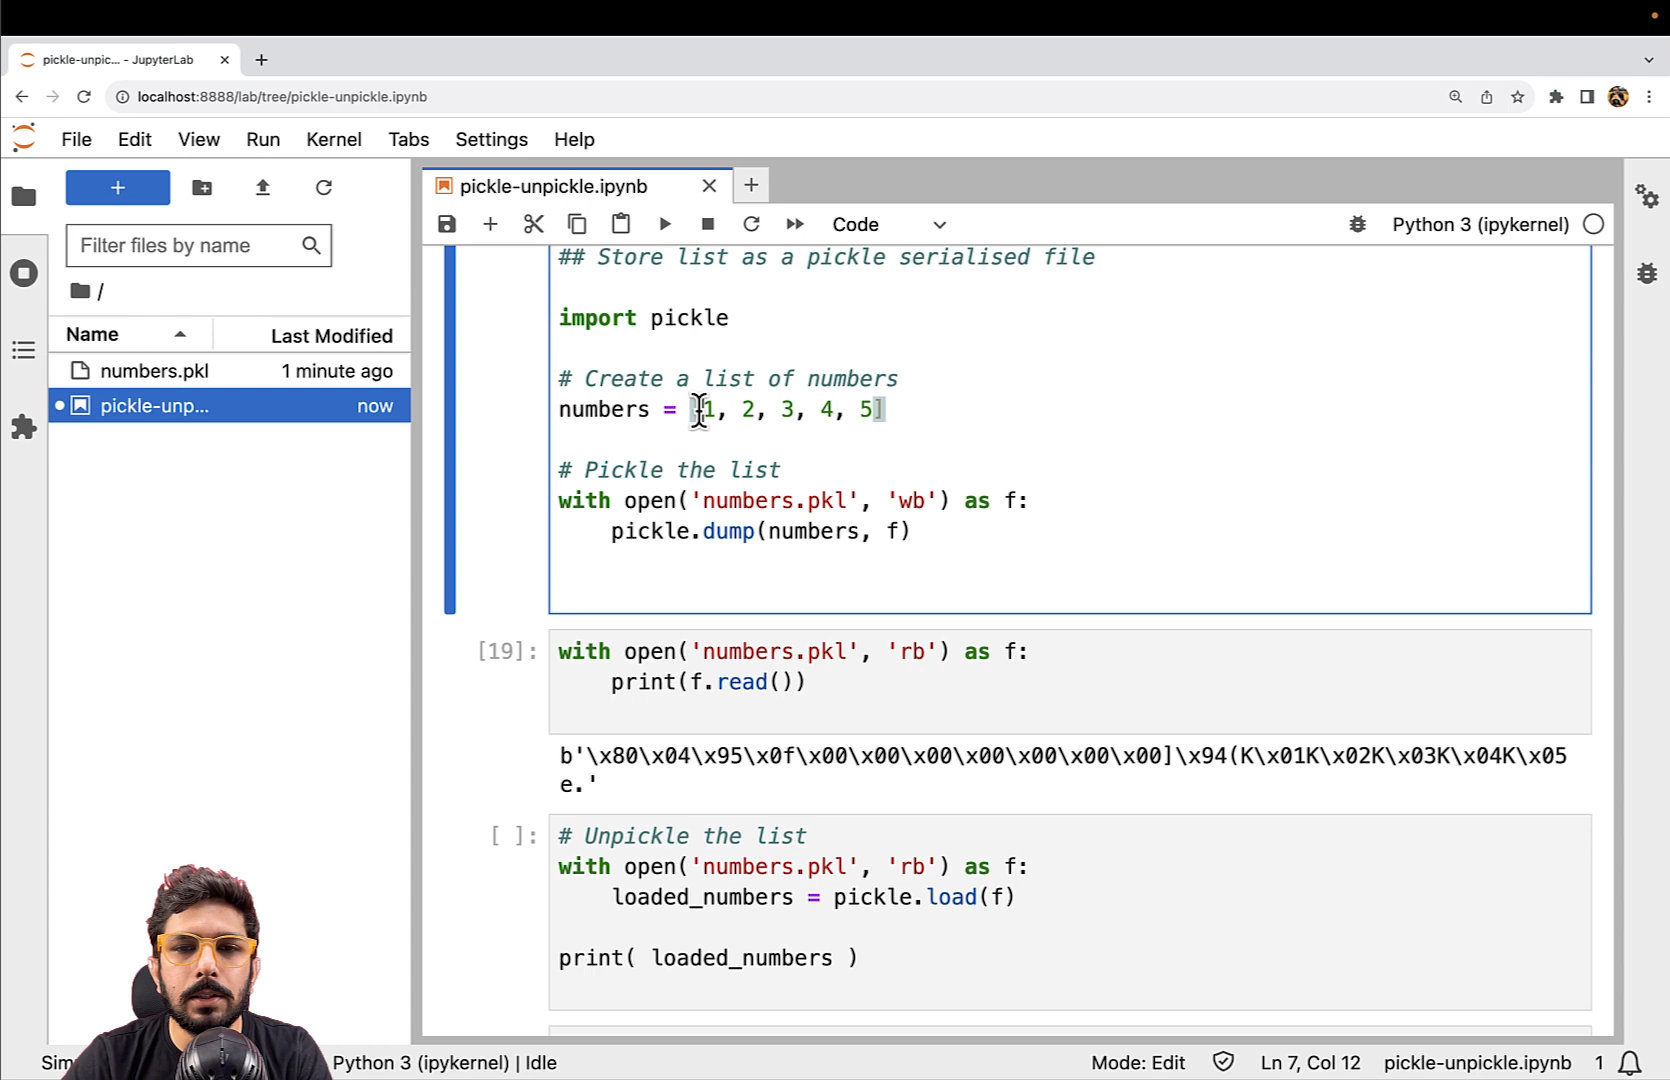 pickle-unpic... - JupyterLab
localhost:8888/lab/tree/pickle-unpickle.ipynb
File Edit View Run Kernel Tabs Settings Help
Filter files by name
/
Name Last Modified
numbers.pkl 1 minute ago
pickle-unp... now
pickle-unpickle.ipynb
Code
Python 3 (ipykernel)
## Store list as a pickle serialised file
import pickle
# Create a list of numbers
numbers = [1, 2, 3, 4, 5]
# Pickle the list
with open('numbers.pkl', 'wb') as f:
pickle.dump(numbers, f)
[19]: with open('numbers.pkl', 'rb') as f:
print(f.read())
b'\x80\x04\x95\x0f\x00\x00\x00\x00\x00\x00\x00]\x94(K\x01K\x02K\x03K\x04K\x05
e.'
[ ]: # Unpickle the list
with open('numbers.pkl', 'rb') as f:
loaded_numbers = pickle.load(f)
print( loaded_numbers )
Python 3 (ipykernel) | Idle
Mode: Edit
Ln 7, Col 12
pickle-unpickle.ipynb
1